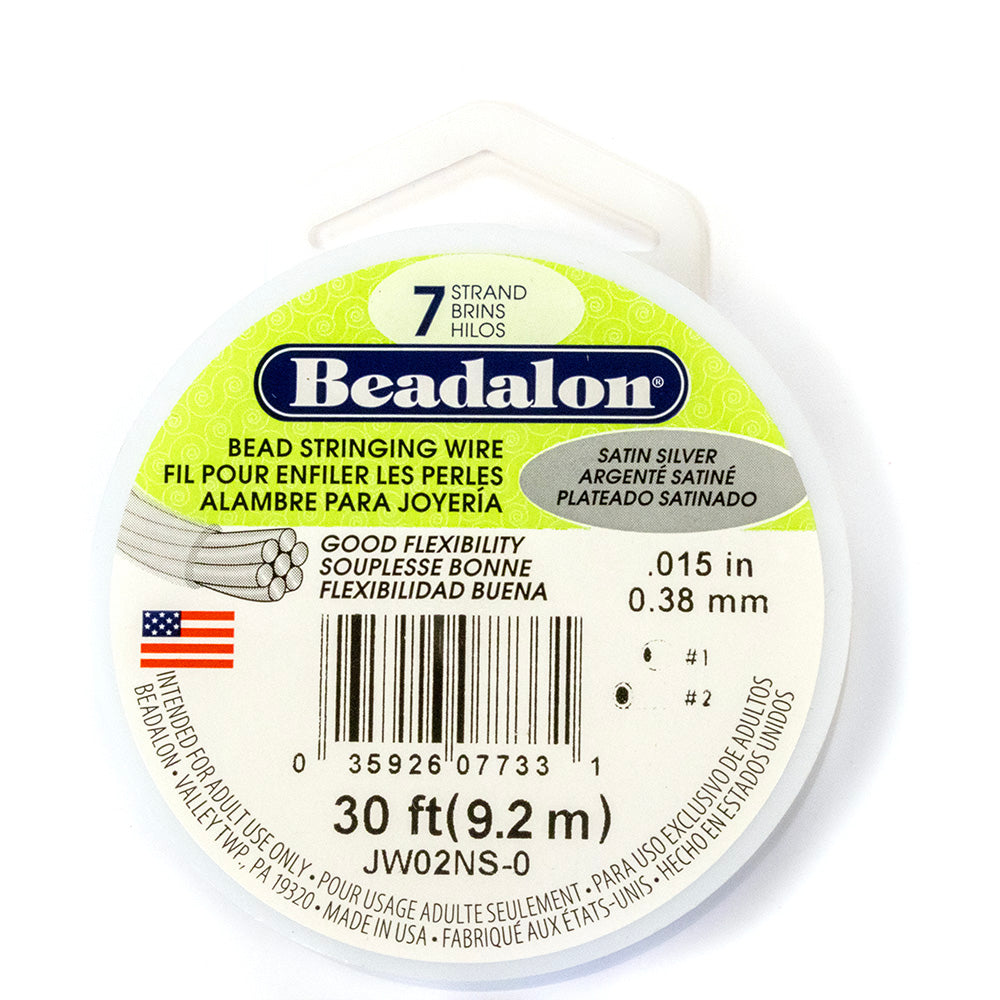 7 STRAND
BRINS
HILOS
Beadalon®
BEAD STRINGING WIRE
FIL POUR ENFILER LES PERLES
ALAMBRE PARA JOYERÍA
SATIN SILVER
ARGENTÉ SATINÉ
PLATEADO SATINADO
GOOD FLEXIBILITY
SOUPLESSE BONNE
FLEXIBILIDAD BUENA
.015 in
0.38 mm
#1
#2
0 35926 07733 1
30 ft(9.2 m)
JW02NS-0
INTENDED FOR ADULT USE ONLY • POUR USAGE ADULTE SEULEMENT • PARA USO EXCLUSIVO DE ADULTOS
BEADALON • VALLEY TWP., PA 19320 • MADE IN USA • FABRIQUÉ AUX ÉTATS-UNIS • HECHO EN ESTADOS UNIDOS